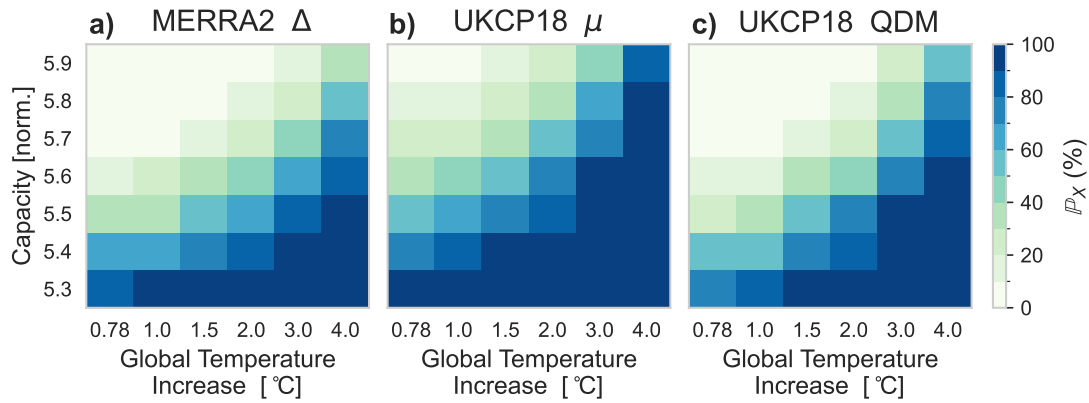 a) MERRA2 Δ
b) UKCP18 μ
c) UKCP18 QDM
Capacity [norm.]
5.9
5.8
5.7
5.6
5.5
5.4
5.3
0.78 1.0 1.5 2.0 3.0 4.0
Global Temperature
Increase [℃]
0.78 1.0 1.5 2.0 3.0 4.0
Global Temperature
Increase [℃]
0.78 1.0 1.5 2.0 3.0 4.0
Global Temperature
Increase [℃]
100
80
60
40
20
0
ℙX (%)